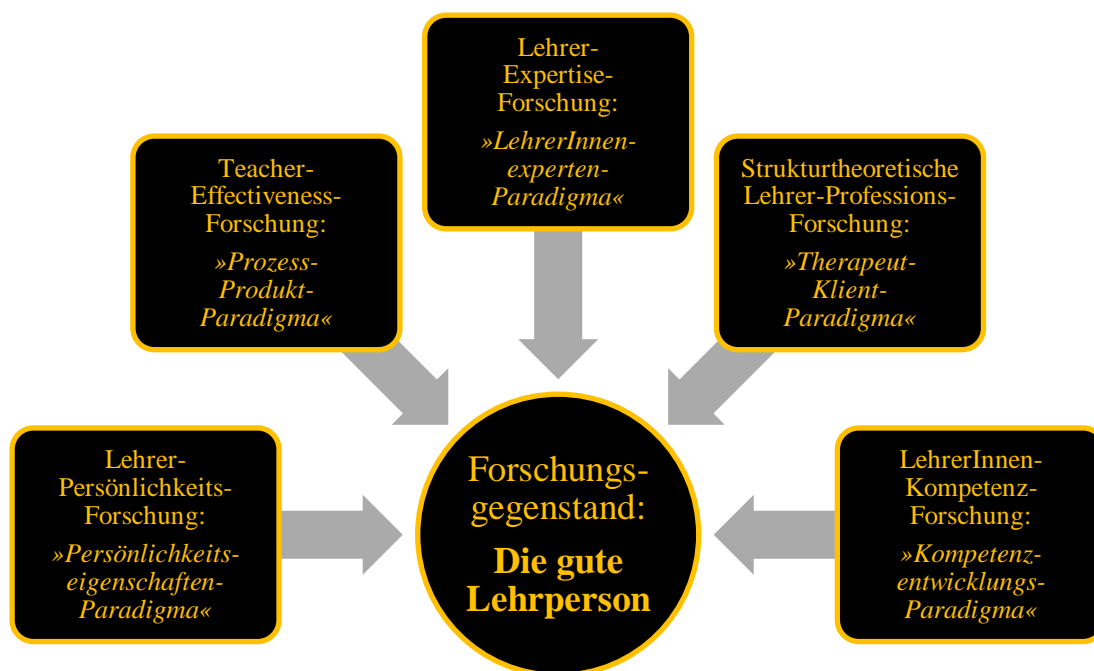 Lehrer-
Persönlichkeits-
Forschung:
»Persönlichkeits-
eigenschaften-
Paradigma«
Teacher-
Effectiveness-
Forschung:
»Prozess-
Produkt-
Paradigma«
Lehrer-
Expertise-
Forschung:
»LehrerInnen-
experten-
Paradigma«
Strukturtheoretische
Lehrer-Professions-
Forschung:
»Therapeut-
Klient-
Paradigma«
LehrerInnen-
Kompetenz-
Forschung:
»Kompetenz-
entwicklungs-
Paradigma«
Forschungs-
gegenstand:
Die gute
Lehrperson